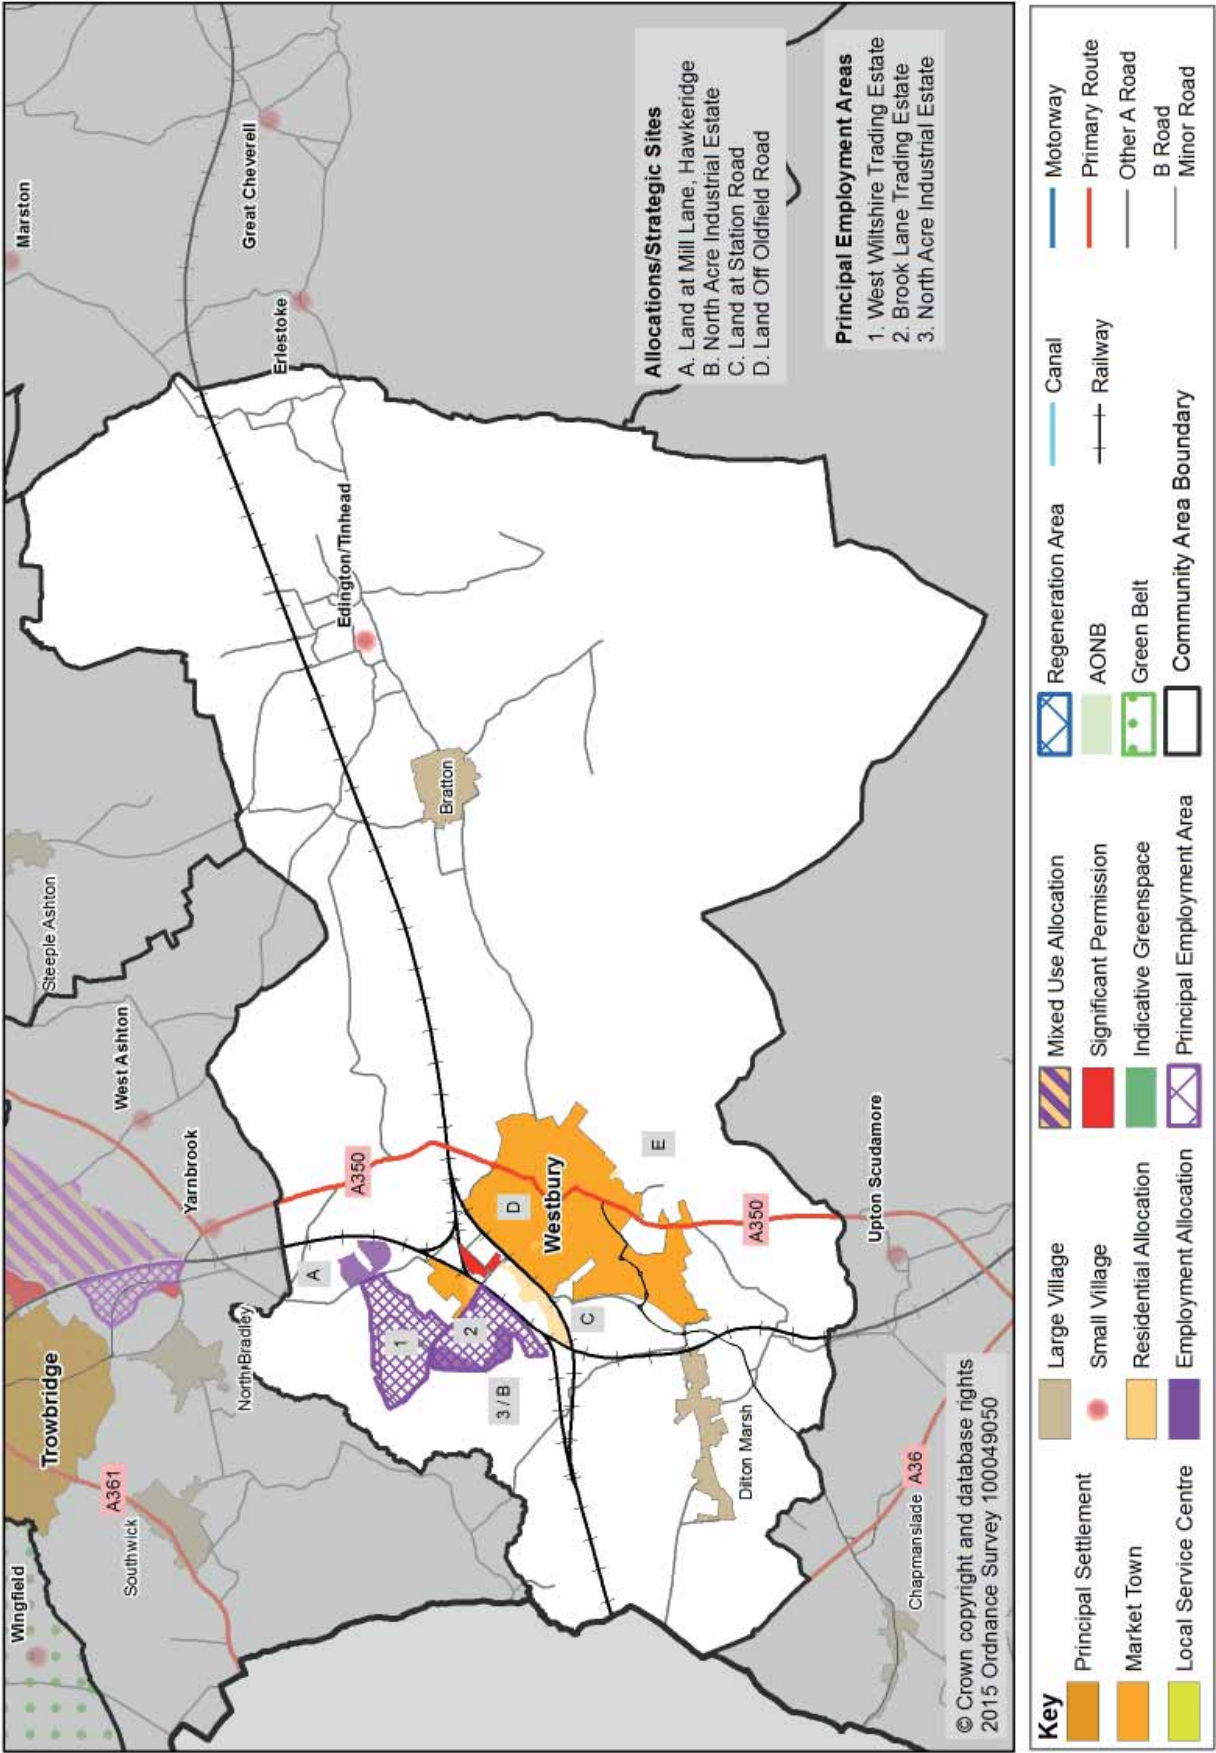 Wingfield
Trowbridge
A361
Southwick
North Bradley
Yarnbrook
West Ashton
Steeple Ashton
Marston
Great Cheverell
Erlestoke
Edington/Tinhead
Bratton
A350
A
1
2
3 / B
D
Westbury
C
E
A350
Dilton Marsh
Upton Scudamore
Chapmanslade
A36
Allocations/Strategic Sites
A. Land at Mill Lane, Hawkeridge
B. North Acre Industrial Estate
C. Land at Station Road
D. Land Off Oldfield Road
Principal Employment Areas
1. West Wiltshire Trading Estate
2. Brook Lane Trading Estate
3. North Acre Industrial Estate
© Crown copyright and database rights
2015 Ordnance Survey 100049050
Key
Principal Settlement
Market Town
Local Service Centre
Large Village
Small Village
Residential Allocation
Employment Allocation
Mixed Use Allocation
Significant Permission
Indicative Greenspace
Principal Employment Area
Regeneration Area
AONB
Green Belt
Community Area Boundary
Canal
Railway
Motorway
Primary Route
Other A Road
B Road
Minor Road